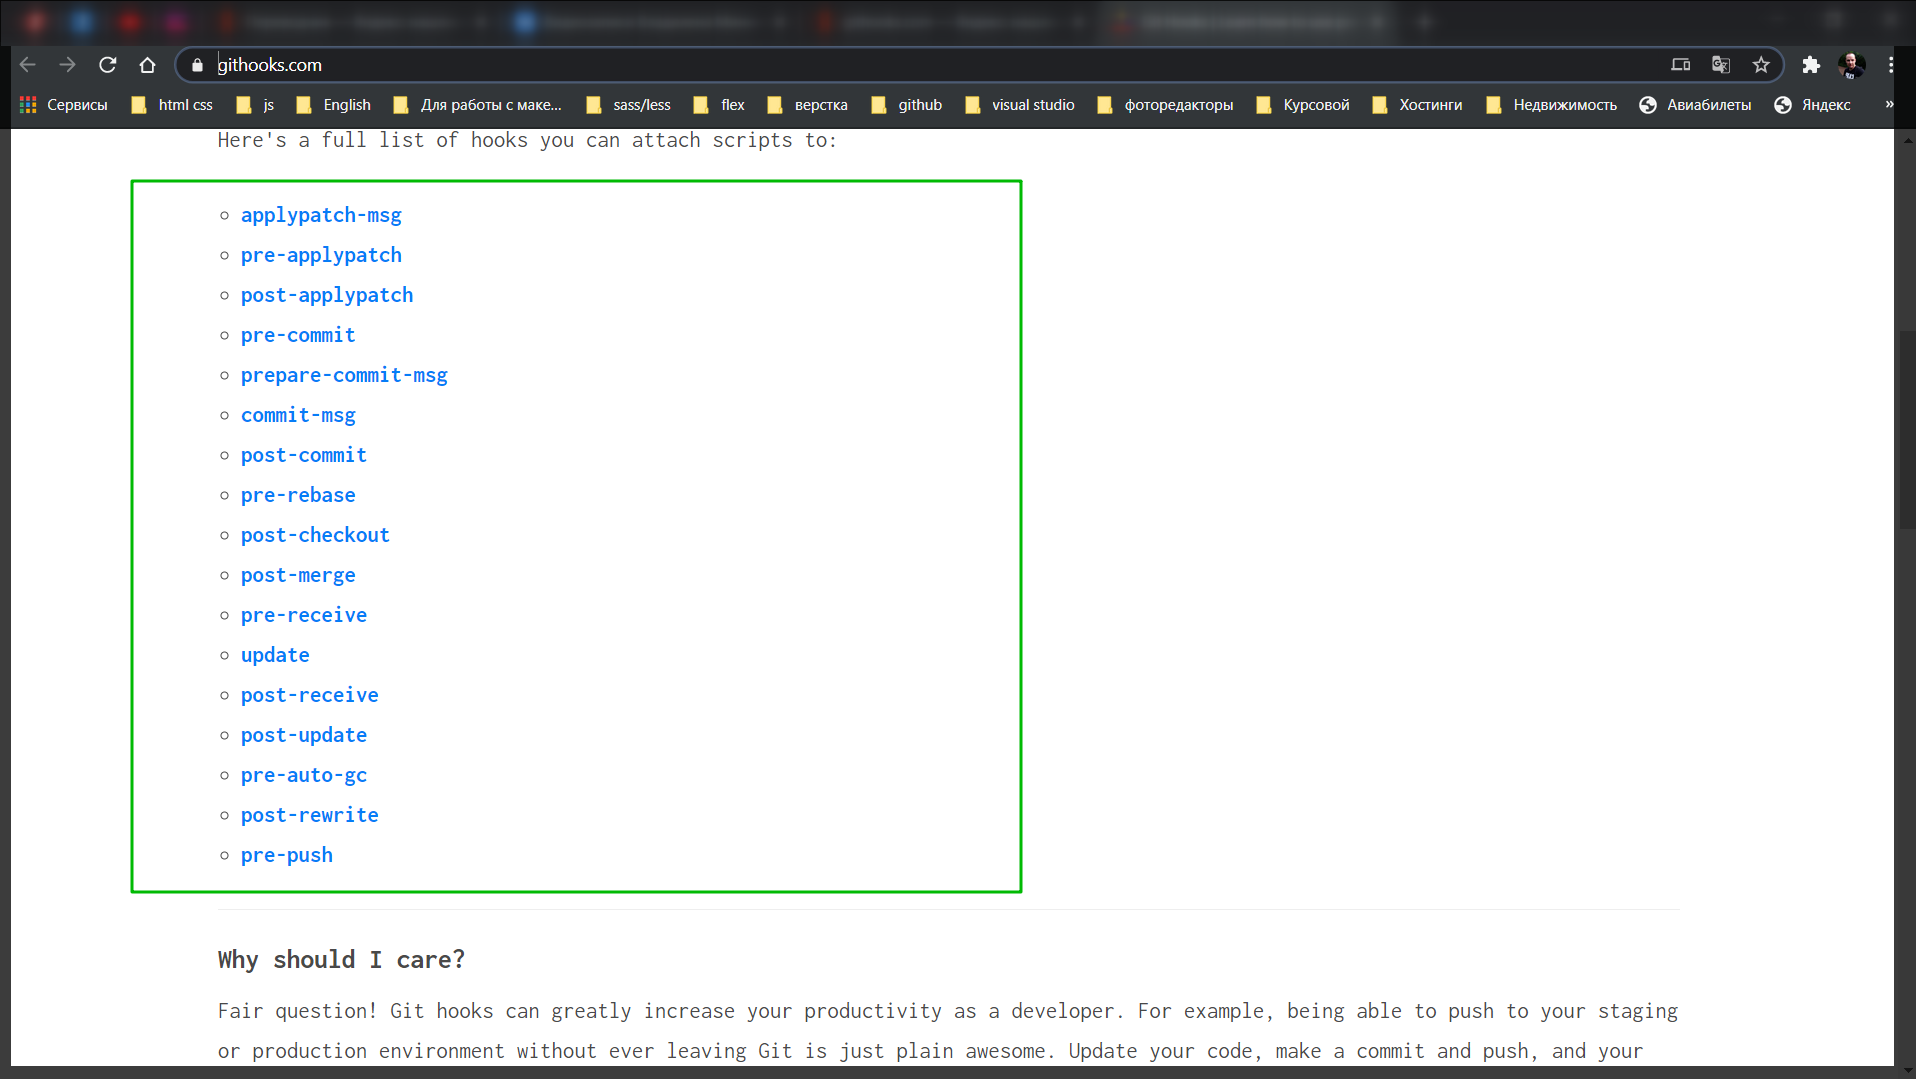 githooks.com
Сервисы html css js English Для работы с маке... sass/less flex верстка github visual studio фоторедакторы Курсовой Хостинги Недвижимость Авиабилеты Яндекс »
Here's a full list of hooks you can attach scripts to:
applypatch-msg
pre-applypatch
post-applypatch
pre-commit
prepare-commit-msg
commit-msg
post-commit
pre-rebase
post-checkout
post-merge
pre-receive
update
post-receive
post-update
pre-auto-gc
post-rewrite
pre-push
Why should I care?
Fair question! Git hooks can greatly increase your productivity as a developer. For example, being able to push to your staging
or production environment without ever leaving Git is just plain awesome. Update your code, make a commit and push, and your